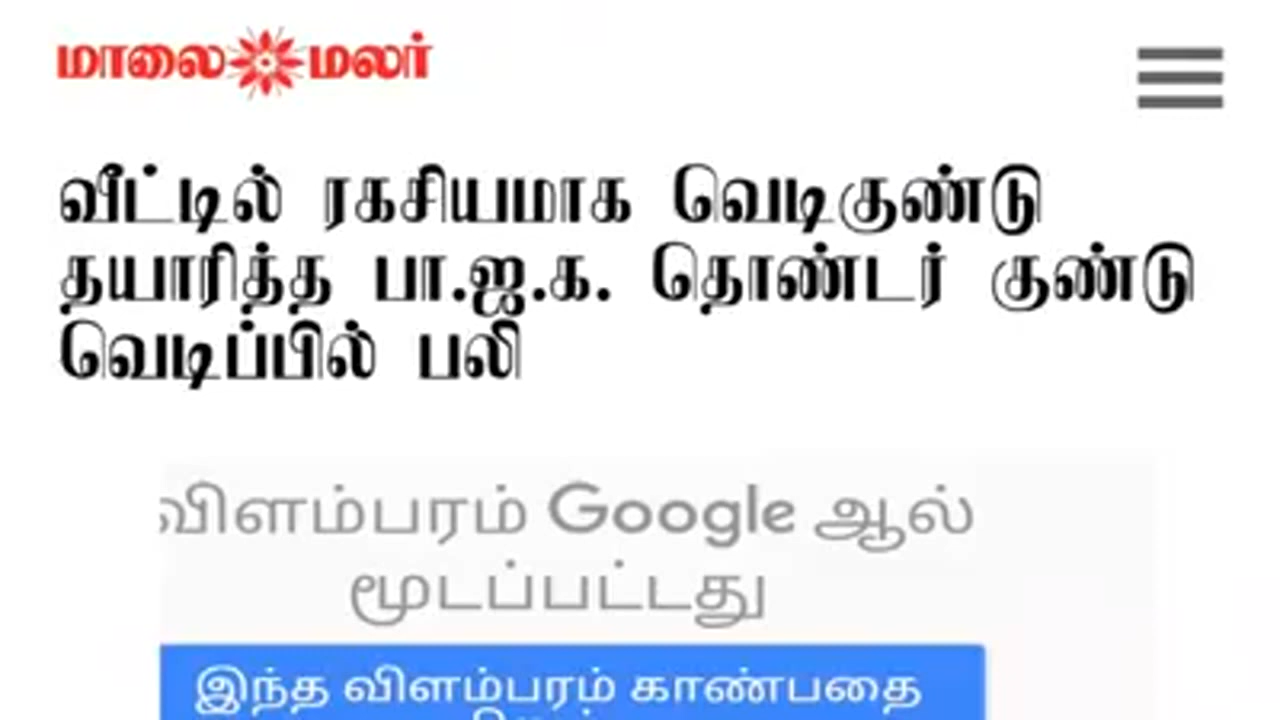 மாலை மலர்
வீட்டில் ரகசியமாக வெடிகுண்டு
தயாரித்த பா.ஜ.க. தொண்டர் குண்டு
வெடிப்பில் பலி
விளம்பரம் Google ஆல்
மூடப்பட்டது
இந்த விளம்பரம் காண்பதை